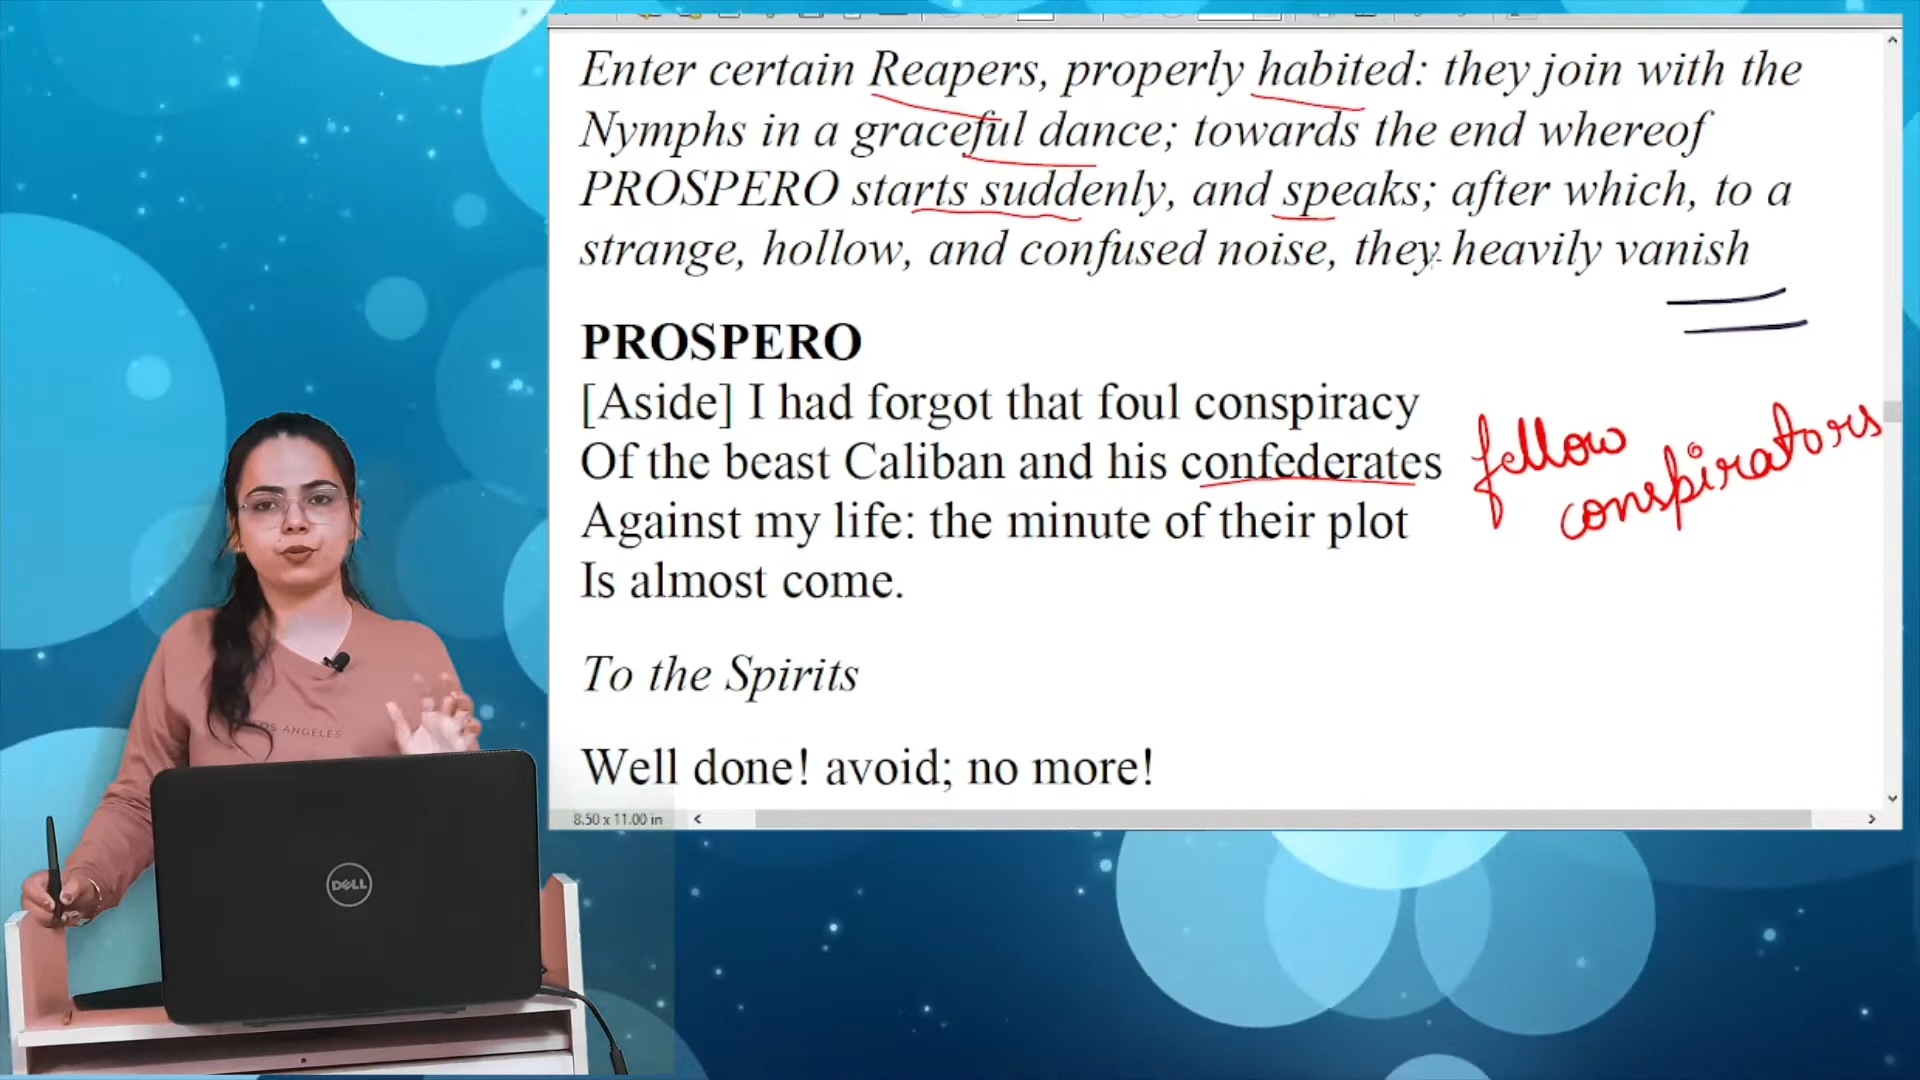 Enter certain Reapers, properly habited: they join with the
Nymphs in a graceful dance; towards the end whereof
PROSPERO starts suddenly, and speaks; after which, to a
strange, hollow, and confused noise, they heavily vanish
PROSPERO
[Aside] I had forgot that foul conspiracy
Of the beast Caliban and his confederates
fellow
conspirators
Against my life: the minute of their plot
Is almost come.
To the Spirits
Well done! avoid; no more!
8.50 x 11.00 in
LOS ANGELES
DELL